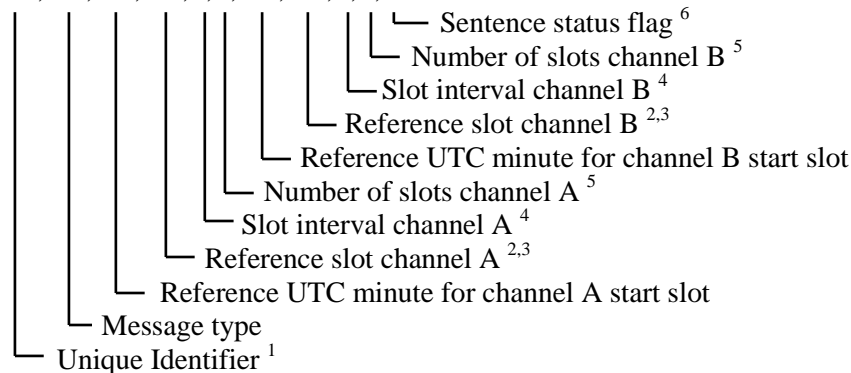 Sentence status flag 6
Number of slots channel B 5
Slot interval channel B 4
Reference slot channel B 2,3
Reference UTC minute for channel B start slot
Number of slots channel A 5
Slot interval channel A 4
Reference slot channel A 2,3
Reference UTC minute for channel A start slot
Message type
Unique Identifier 1